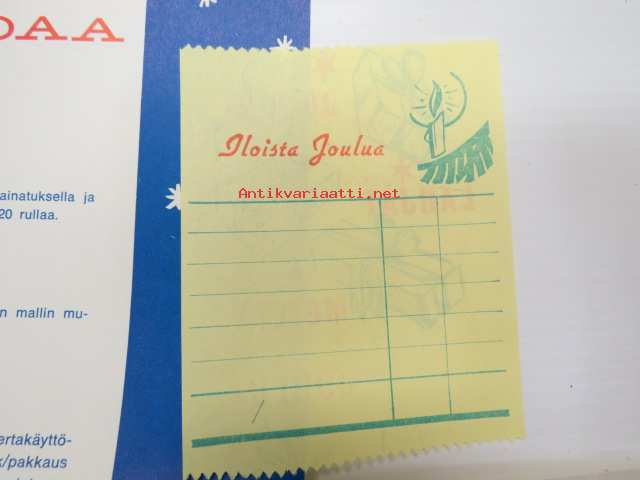 DAA
ainatuksella ja
20 rullaa.
n mallin mu-
ertakäyttö-
k/pakkaus
Iloista Joulua
Antikvariaatti.net